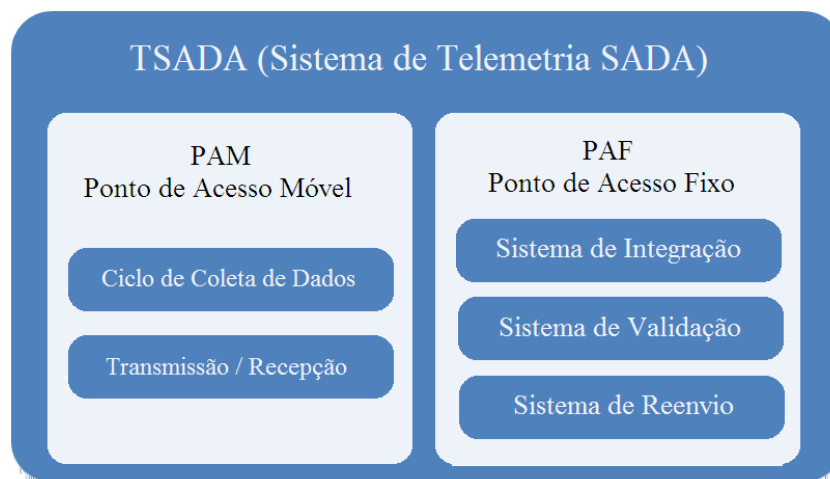 TSADA (Sistema de Telemetria SADA)
PAM
Ponto de Acesso Móvel
Ciclo de Coleta de Dados
Transmissão / Recepção
PAF
Ponto de Acesso Fixo
Sistema de Integração
Sistema de Validação
Sistema de Reenvio